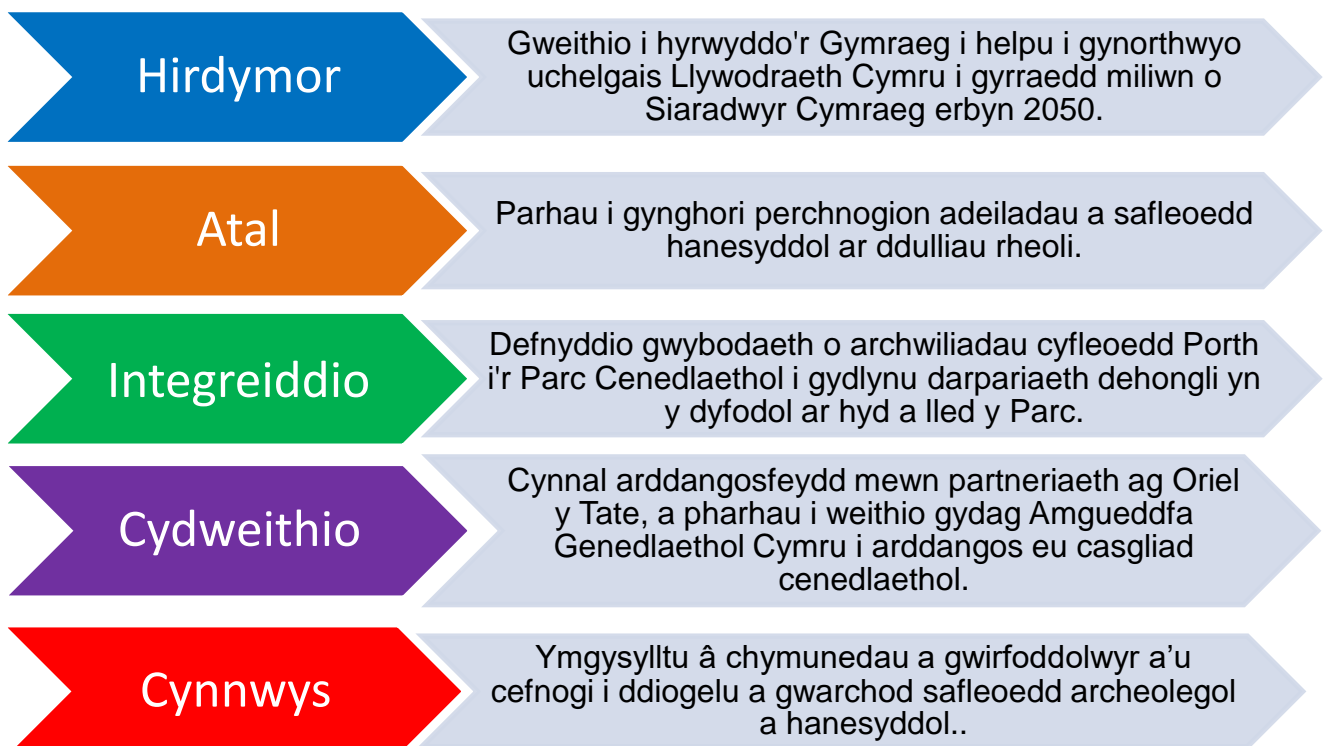 Hirdymor
Gweithio i hyrwyddo'r Gymraeg i helpu i gynorthwyo
uchelgais Llywodraeth Cymru i gyrraedd miliwn o
Siaradwyr Cymraeg erbyn 2050.
Atal
Parhau i gynghori perchnogion adeiladau a safleoedd
hanesyddol ar ddulliau rheoli.
Integreiddio
Defnyddio gwybodaeth o archwiliadau cyfleoedd Porth
i'r Parc Cenedlaethol i gydlynu darpariaeth dehongli yn
y dyfodol ar hyd a lled y Parc.
Cydweithio
Cynnal arddangosfeydd mewn partneriaeth ag Oriel
y Tate, a pharhau i weithio gydag Amgueddfa
Genedlaethol Cymru i arddangos eu casgliad
cenedlaethol.
Cynnwys
Ymgysylltu â chymunedau a gwirfoddolwyr a’u
cefnogi i ddiogelu a gwarchod safleoedd archeolegol
a hanesyddol..